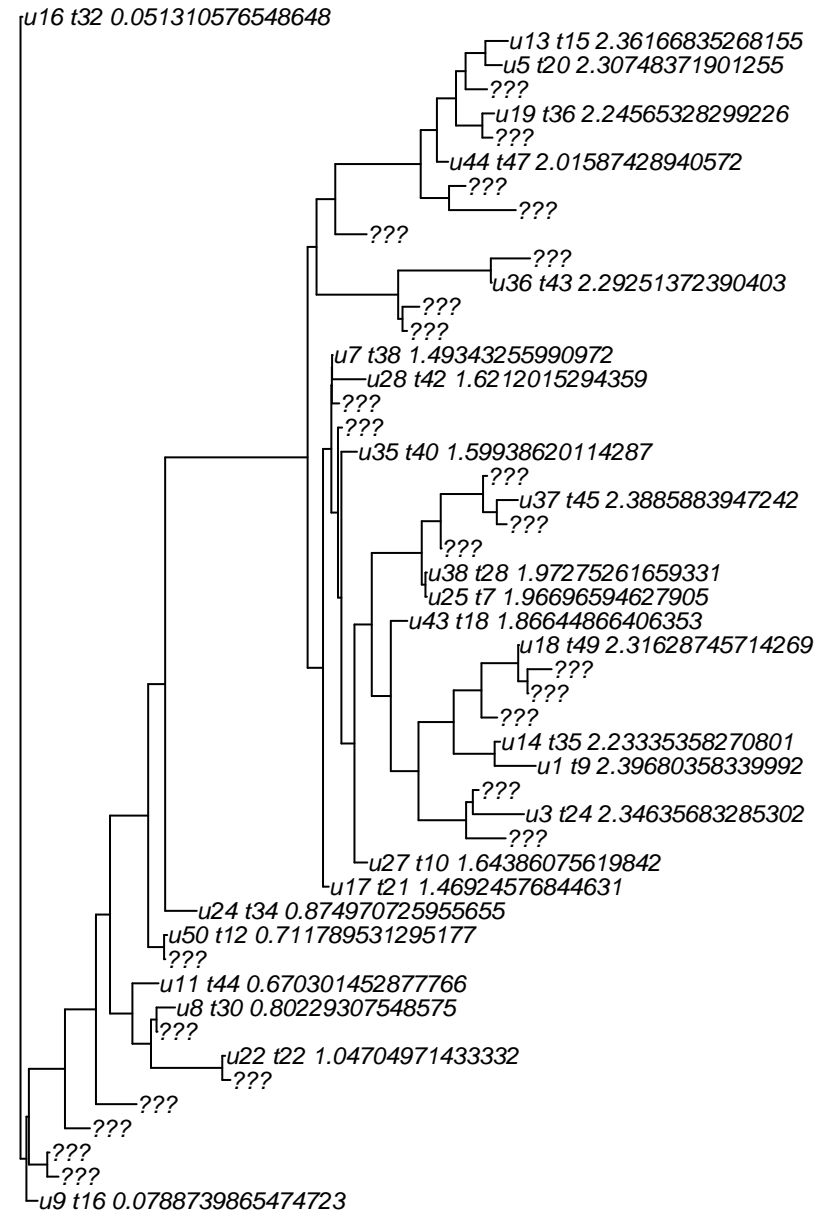 u16 t32 0.051310576548648
u13 t15 2.36166835268155
u5 t20 2.30748371901255
???
u19 t36 2.24565328299226
???
u44 t47 2.01587428940572
???
???
???
???
u36 t43 2.29251372390403
???
???
u7 t38 1.49343255990972
u28 t42 1.6212015294359
???
???
u35 t40 1.59938620114287
???
u37 t45 2.3885883947242
???
???
u38 t28 1.97275261659331
u25 t7 1.96696594627905
u43 t18 1.86644866406353
u18 t49 2.31628745714269
???
???
???
u14 t35 2.23335358270801
u1 t9 2.39680358339992
???
u3 t24 2.34635683285302
???
u27 t10 1.64386075619842
u17 t21 1.46924576844631
u24 t34 0.874970725955655
u50 t12 0.711789531295177
???
u11 t44 0.670301452877766
u8 t30 0.80229307548575
???
u22 t22 1.04704971433332
???
???
???
???
???
u9 t16 0.0788739865474723